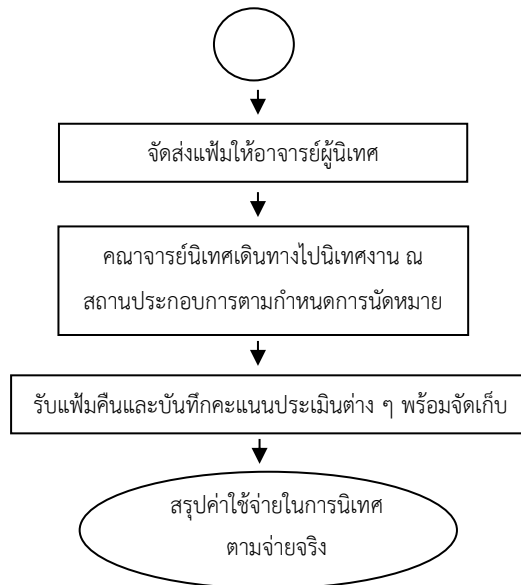 จัดส่งแฟ้มให้อาจารย์ผู้นิเทศ
คณาจารย์นิเทศเดินทางไปนิเทศงาน ณ
สถานประกอบการตามกำหนดการนัดหมาย
รับแฟ้มคืนและบันทึกคะแนนประเมินต่าง ๆ พร้อมจัดเก็บ
สรุปค่าใช้จ่ายในการนิเทศ
ตามจ่ายจริง